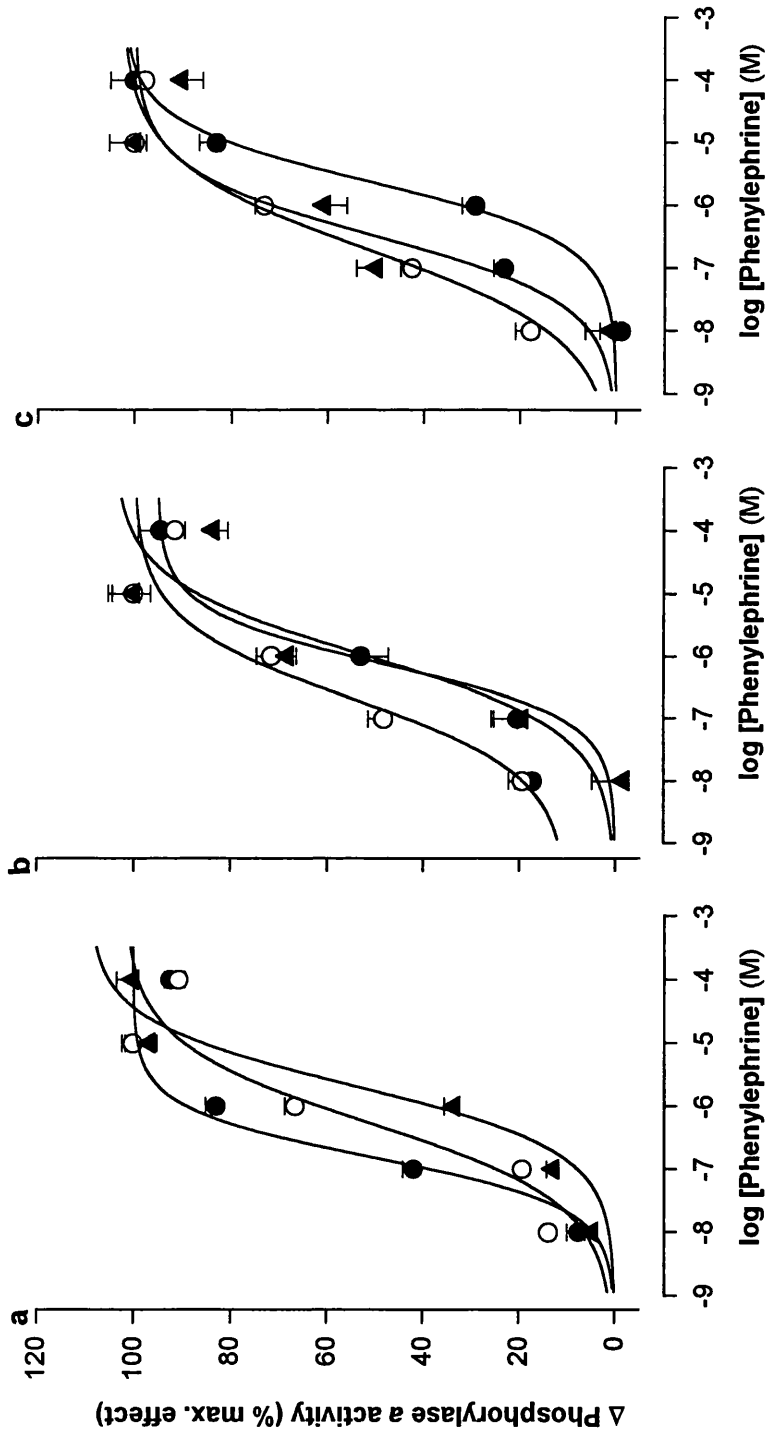 a
b
c
Δ Phosphorylase a activity (% max. effect)
120
100
80
60
40
20
0
-9 -8 -7 -6 -5 -4 -3
-9 -8 -7 -6 -5 -4 -3
-9 -8 -7 -6 -5 -4 -3
log [Phenylephrine] (M)
log [Phenylephrine] (M)
log [Phenylephrine] (M)